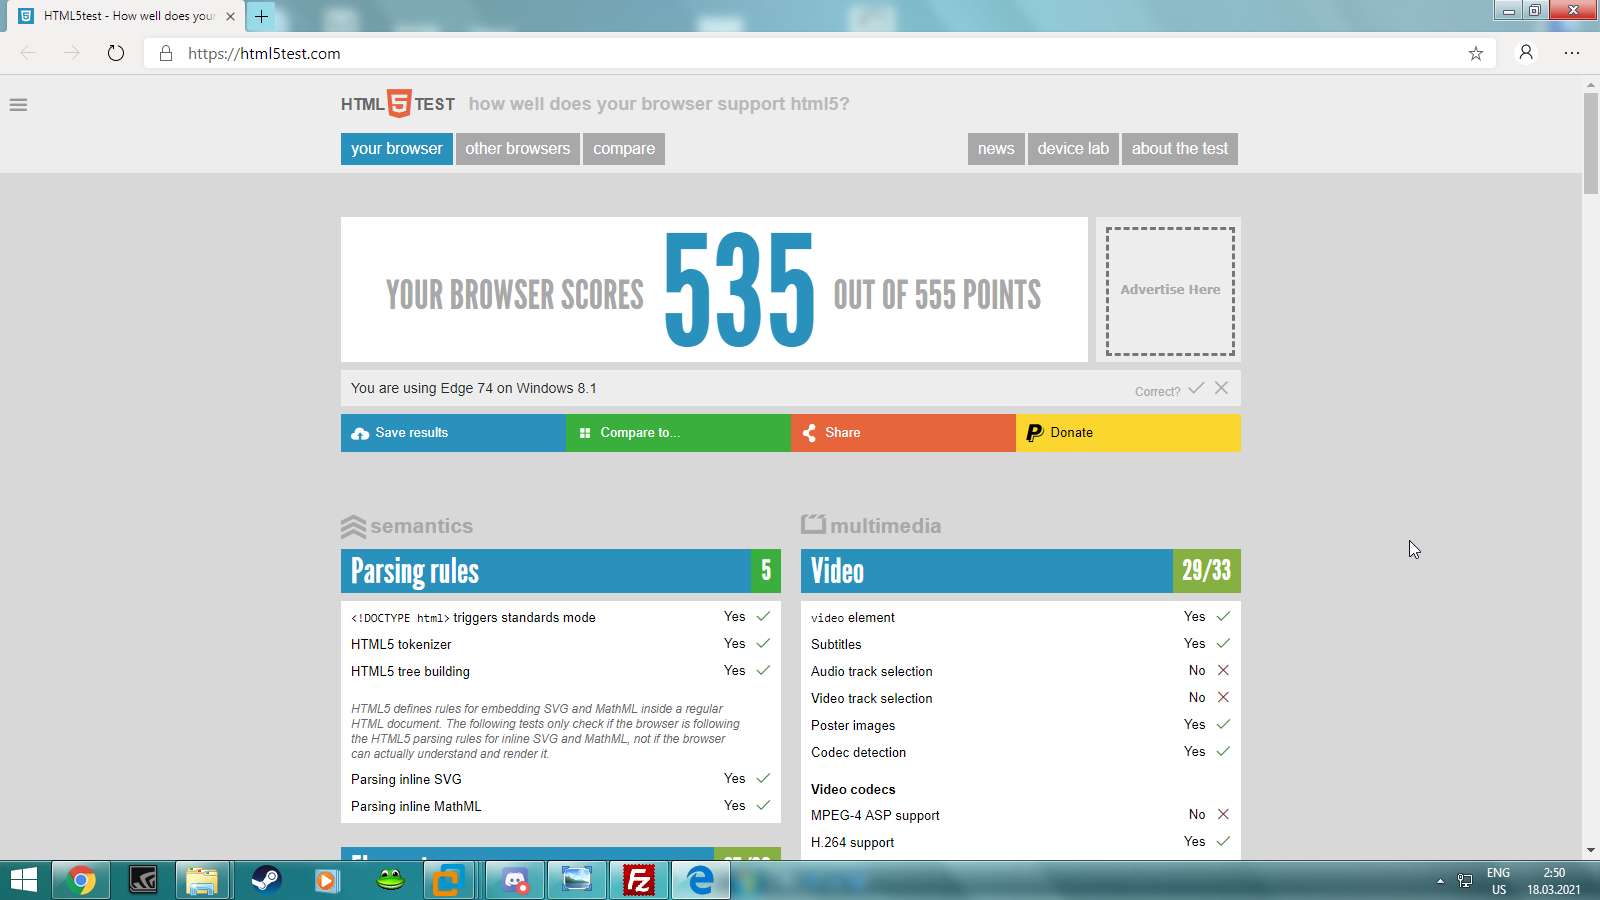 HTML5test - How well does your
https://html5test.com
HTML 5 TEST how well does your browser support html5?
your browser other browsers compare news device lab about the test
YOUR BROWSER SCORES 535 OUT OF 555 POINTS
Advertise Here
You are using Edge 74 on Windows 8.1 Correct?
Save results Compare to... Share Donate
semantics
Parsing rules 5
<!DOCTYPE html> triggers standards mode Yes
HTML5 tokenizer Yes
HTML5 tree building Yes
HTML5 defines rules for embedding SVG and MathML inside a regular
HTML document. The following tests only check if the browser is following
the HTML5 parsing rules for inline SVG and MathML, not if the browser
can actually understand and render it.
Parsing inline SVG Yes
Parsing inline MathML Yes
multimedia
Video 29/33
video element Yes
Subtitles Yes
Audio track selection No
Video track selection No
Poster images Yes
Codec detection Yes
Video codecs
MPEG-4 ASP support No
H.264 support Yes
Fz
ENG
US
2:50
18.03.2021